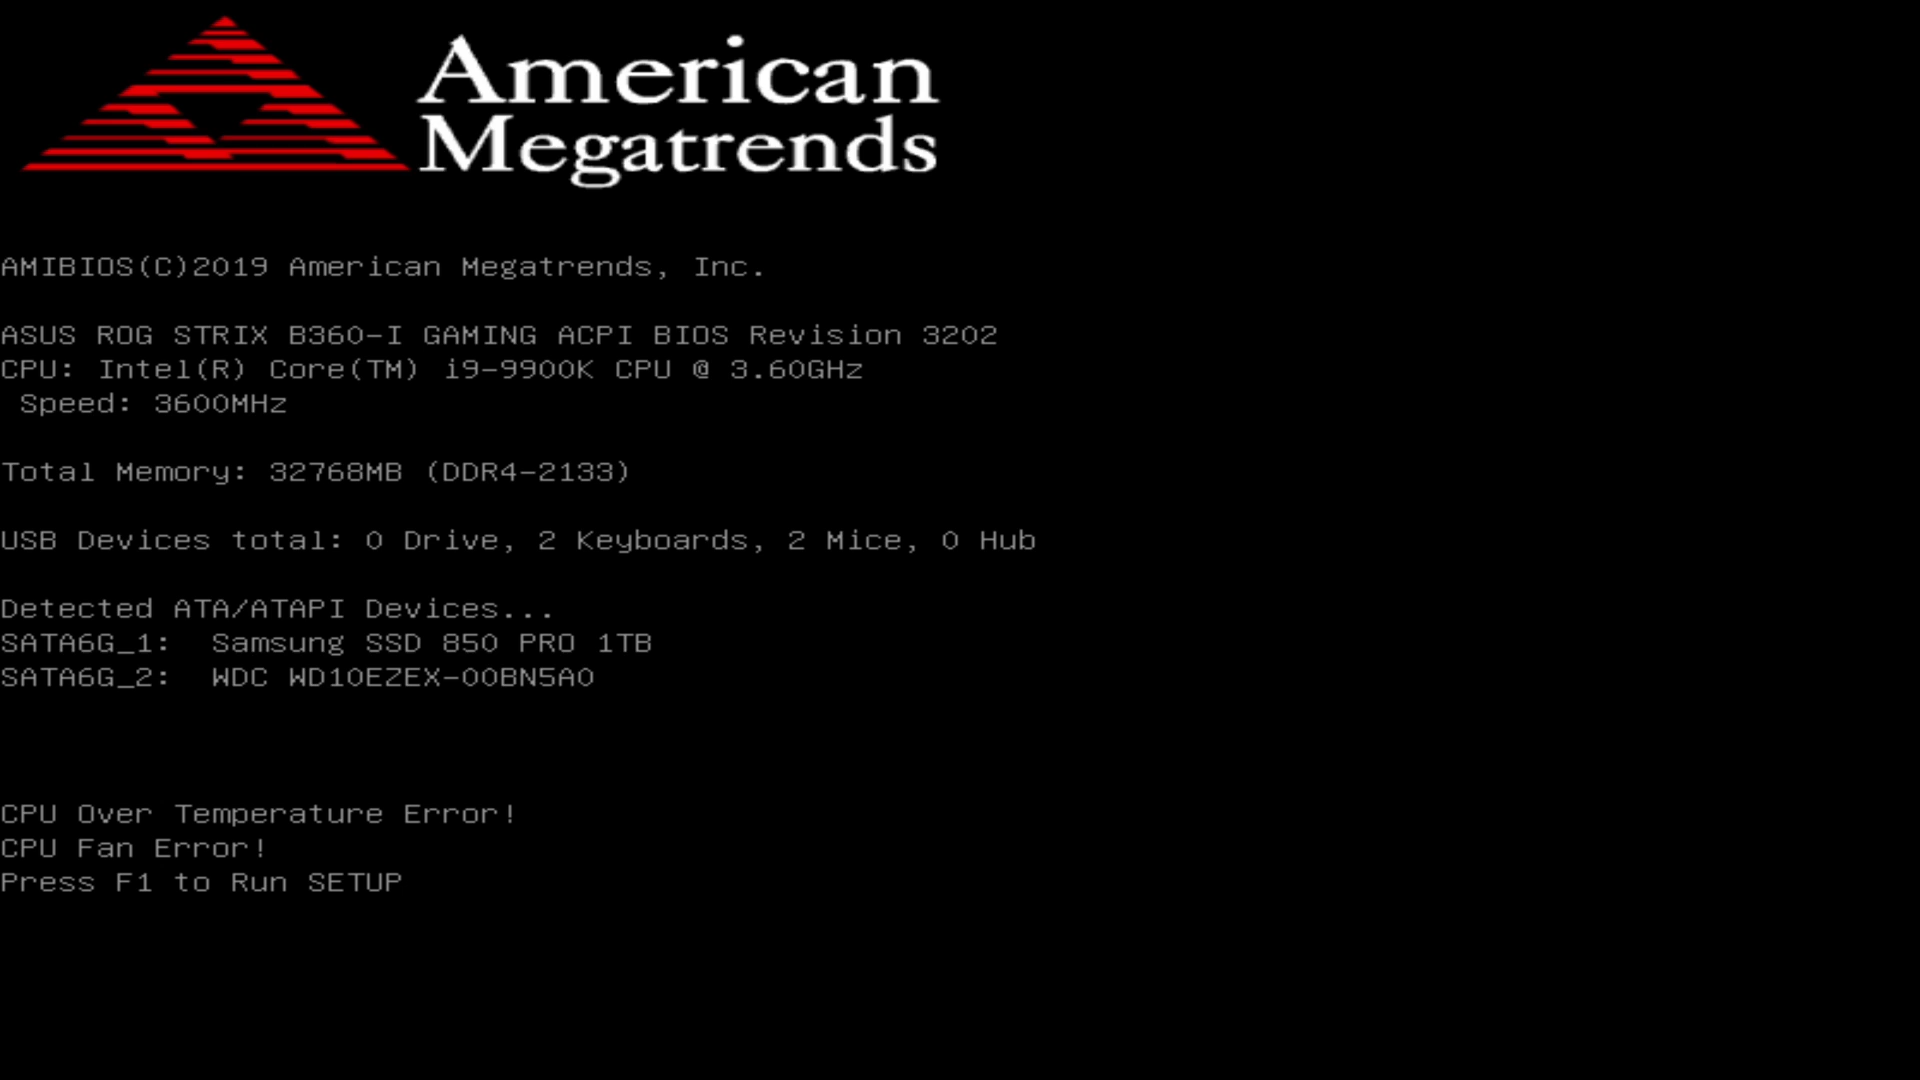 American
Megatrends
AMIBIOS(C)2019 American Megatrends, Inc.
ASUS ROG STRIX B360-I GAMING ACPI BIOS Revision 3202
CPU: Intel(R) Core(TM) i9-9900K CPU @ 3.60GHz
Speed: 3600MHz
Total Memory: 32768MB (DDR4-2133)
USB Devices total: 0 Drive, 2 Keyboards, 2 Mice, 0 Hub
Detected ATA/ATAPI Devices...
SATA6G_1: Samsung SSD 850 PRO 1TB
SATA6G_2: WDC WD10EZEX-00BN5A0
CPU Over Temperature Error!
CPU Fan Error!
Press F1 to Run SETUP